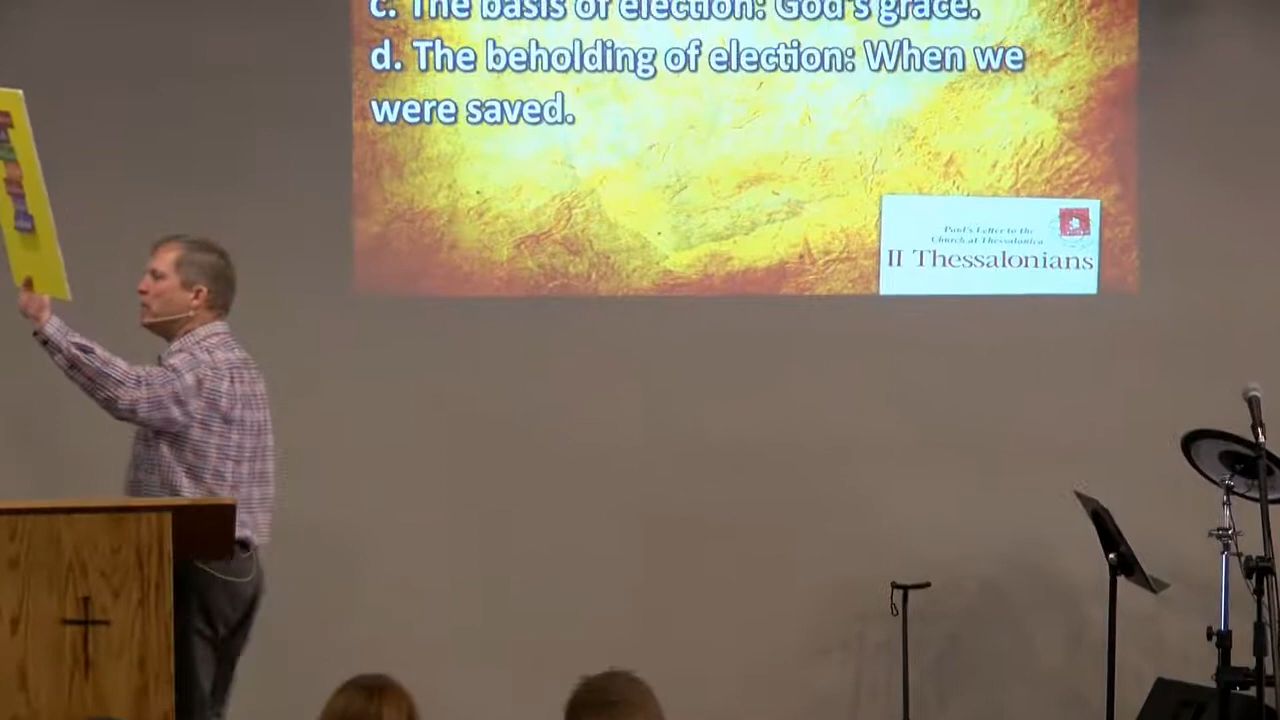 c. The basis of election: God's grace.
d. The beholding of election: When we
were saved.
Paul's Letter to the
Church at Thessalonica
II Thessalonians